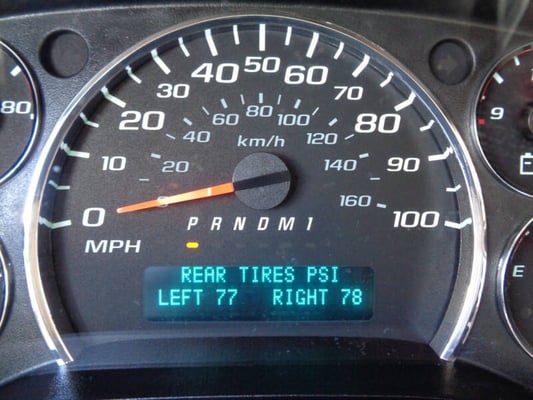 40 50 60
30 70
60 80 100
20 40 120 80
km/h
10 20 140 90
160
0 100
P R N D M 1
MPH
REAR TIRES PSI
LEFT 77 RIGHT 78
80
9
E